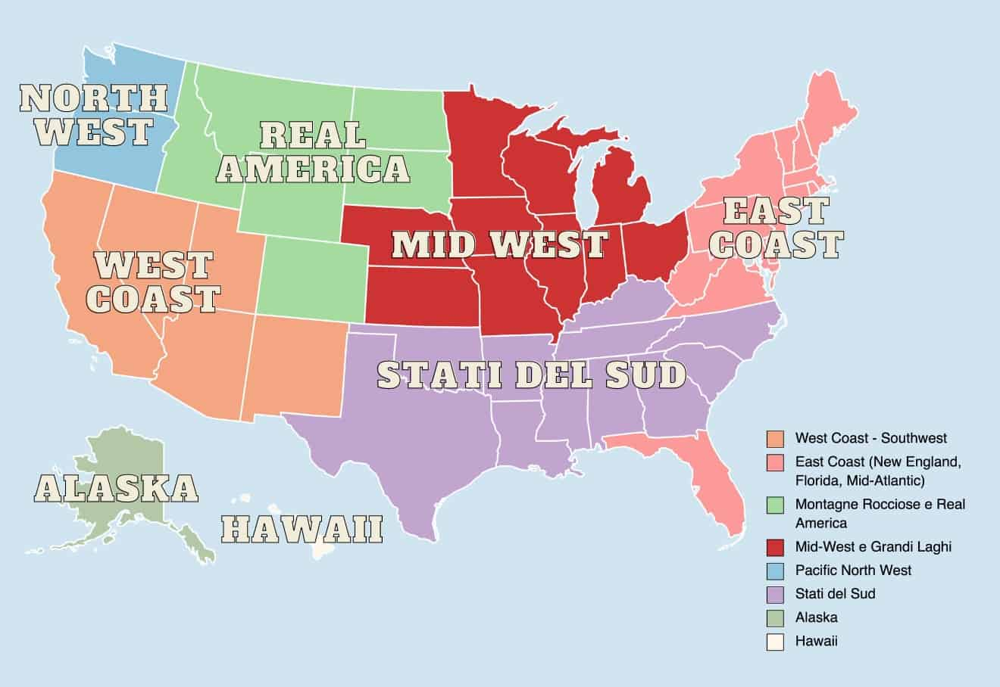 NORTH
WEST
REAL
AMERICA
MID WEST
EAST
COAST
WEST
COAST
STATI DEL SUD
ALASKA
HAWAII
West Coast - Southwest
East Coast (New England,
Florida, Mid-Atlantic)
Montagne Rocciose e Real
America
Mid-West e Grandi Laghi
Pacific North West
Stati del Sud
Alaska
Hawaii